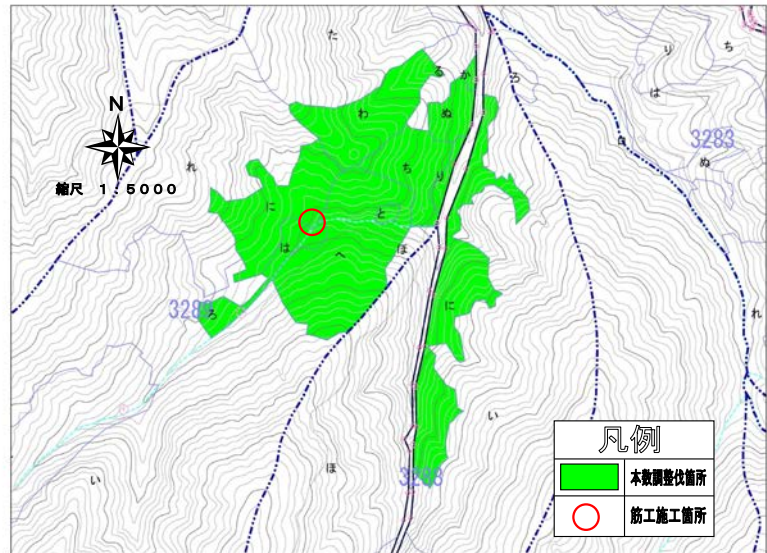 た
ち
り
る
か
ろ
は
わ
ぬ
N
3283
ぬ
れ
ち
り
縮尺 1:5000
に
と
は
へ
ほ
ろ
に
れ
い
凡例
ほ
本数調整伐箇所
い
筋工施工箇所